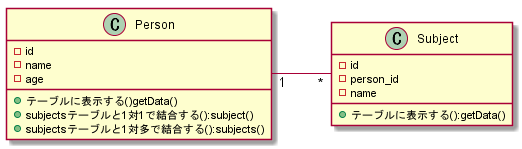 C Person
id
name
age
テーブルに表示する()getData()
subjectsテーブルと1対1で結合する():subject()
subjectsテーブルと1対多で結合する():subjects()
1 *
C Subject
id
person_id
name
テーブルに表示する():getData()